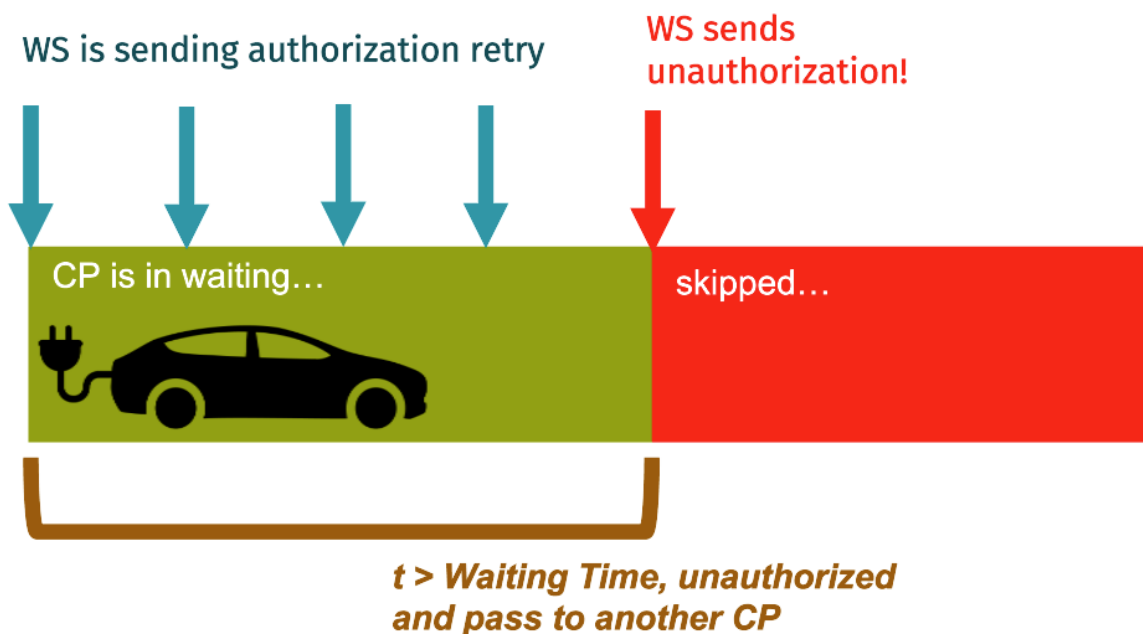 WS is sending authorization retry
WS sends
unauthorization!
CP is in waiting…
skipped…
t > Waiting Time, unauthorized
and pass to another CP